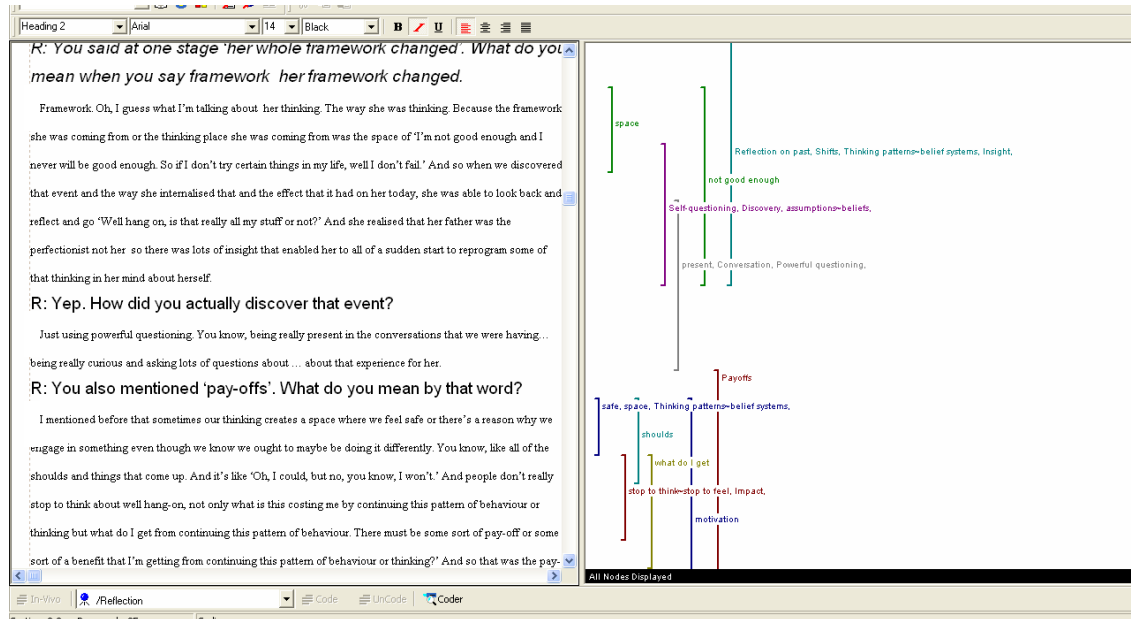 Heading 2 Arial 14 Black B I U
R: You said at one stage ‘her whole framework changed’. What do you
mean when you say framework her framework changed.
Framework. Oh, I guess what I’m talking about her thinking. The way she was thinking. Because the framework
she was coming from or the thinking place she was coming from was the space of ‘I’m not good enough and I
never will be good enough. So if I don’t try certain things in my life, well I don’t fail.’ And so when we discovered
that event and the way she internalised that and the effect that it had on her today, she was able to look back and
reflect and go ‘Well hang on, is that really all my stuff or not?’ And she realised that her father was the
perfectionist not her so there was lots of insight that enabled her to all of a sudden start to reprogram some of
that thinking in her mind about herself.
R: Yep. How did you actually discover that event?
Just using powerful questioning. You know, being really present in the conversations that we were having…
being really curious and asking lots of questions about … about that experience for her.
R: You also mentioned ‘pay-offs’. What do you mean by that word?
I mentioned before that sometimes our thinking creates a space where we feel safe or there’s a reason why we
engage in something even though we know we ought to maybe be doing it differently. You know, like all of the
shoulds and things that come up. And it’s like ‘Oh, I could, but no, you know, I won’t.’ And people don’t really
stop to think about well hang-on, not only what is this costing me by continuing this pattern of behaviour or
thinking but what do I get from continuing this pattern of behaviour. There must be some sort of pay-off or some
sort of a benefit that I’m getting from continuing this pattern of behaviour or thinking?’ And so that was the pay-
space
Reflection on past, Shifts, Thinking patterns~belief systems, Insight,
not good enough
Self-questioning, Discovery, assumptions~beliefs,
present, Conversation, Powerful questioning,
Payoffs
safe, space, Thinking patterns~belief systems,
shoulds
what do I get
stop to think~stop to feel, Impact,
motivation
All Nodes Displayed
In-Vivo /Reflection Code UnCode Coder